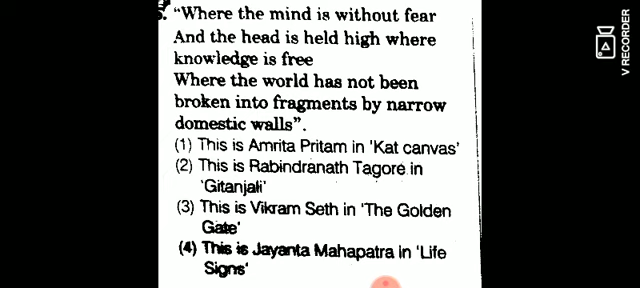 5. “Where the mind is without fear
And the head is held high where
knowledge is free
Where the world has not been
broken into fragments by narrow
domestic walls”.
(1) This is Amrita Pritam in 'Kat canvas'
(2) This is Rabindranath Tagore in
'Gitanjali'
(3) This is Vikram Seth in 'The Golden
Gate'
(4) This is Jayanta Mahapatra in 'Life
Signs'
V RECORDER